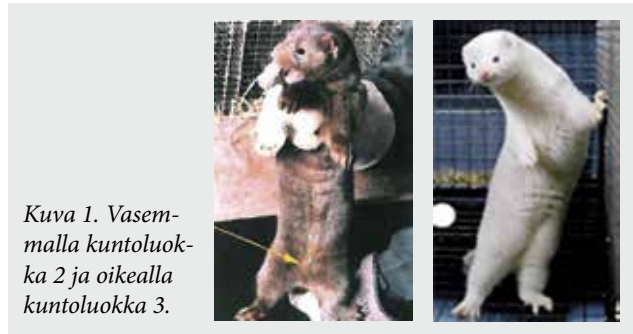 Kuva 1. Vasem-
malla kuntoluok-
ka 2 ja oikealla
kuntoluokka 3.